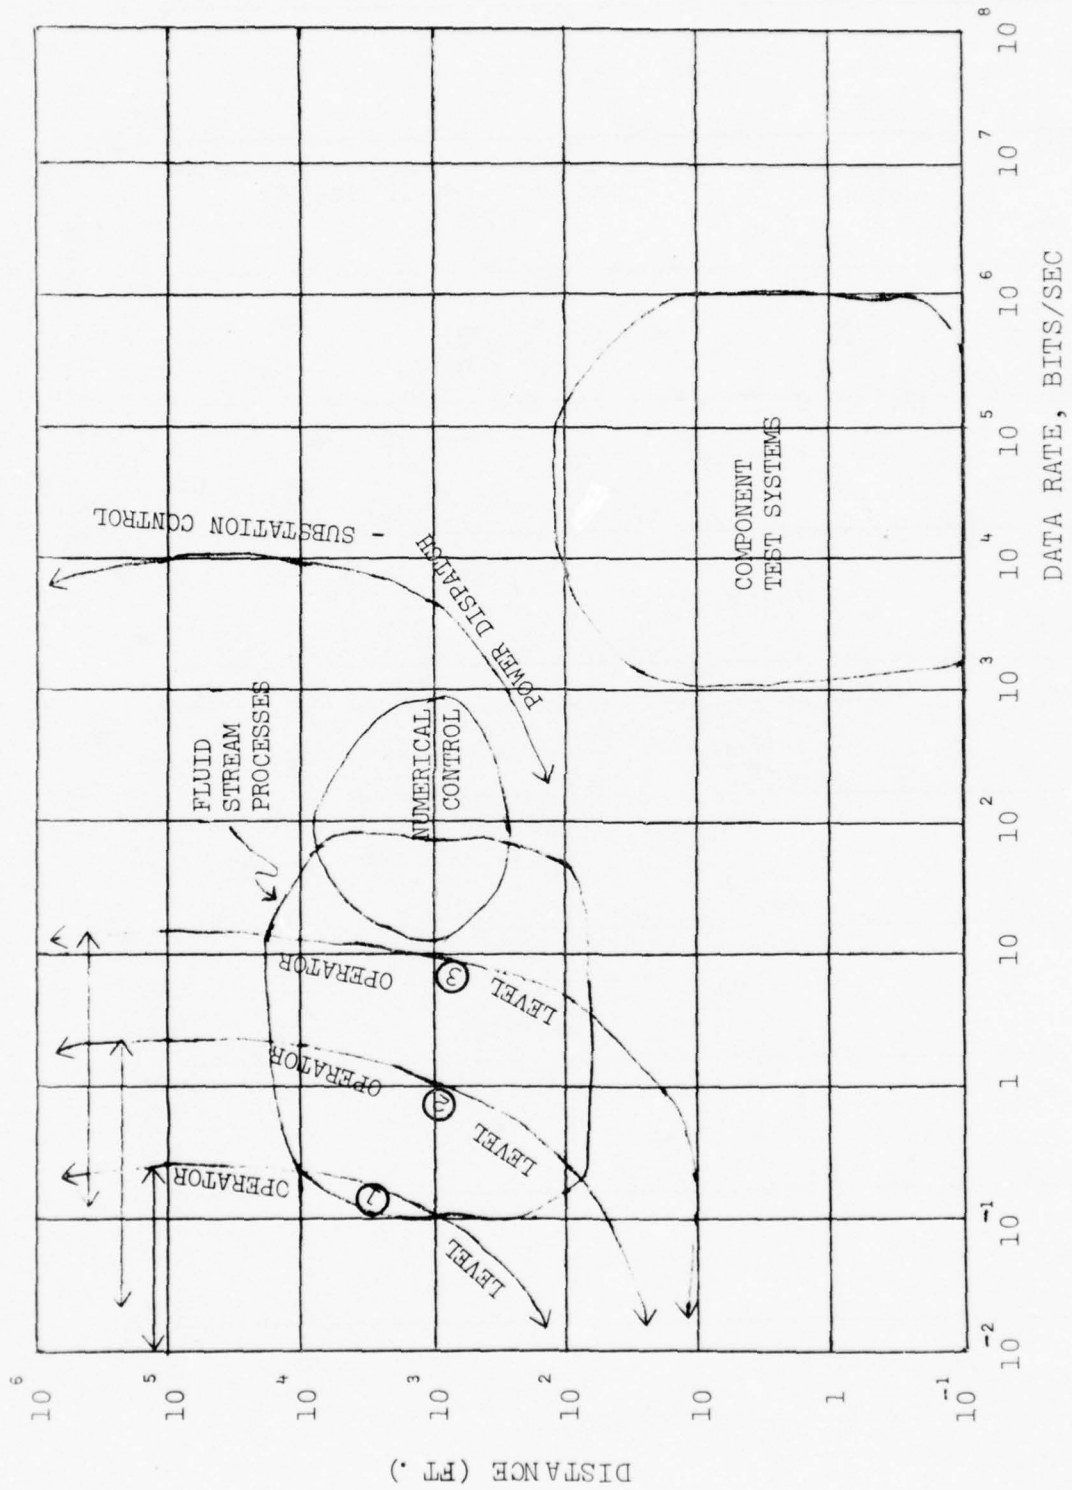 DISTANCE (FT.)
10^6
10^5
10^4
10^3
10^2
10
1
10^-1
FLUID
STREAM
PROCESSES
SUBSTATION CONTROL -
POWER DISPATCH
NUMERICAL
CONTROL
COMPONENT
TEST SYSTEMS
OPERATOR
1
LEVEL
OPERATOR
2
LEVEL
OPERATOR
3
LEVEL
10^-2
10^-1
1
10
10^2
10^3
10^4
10^5
10^6
10^7
10^8
DATA RATE, BITS/SEC